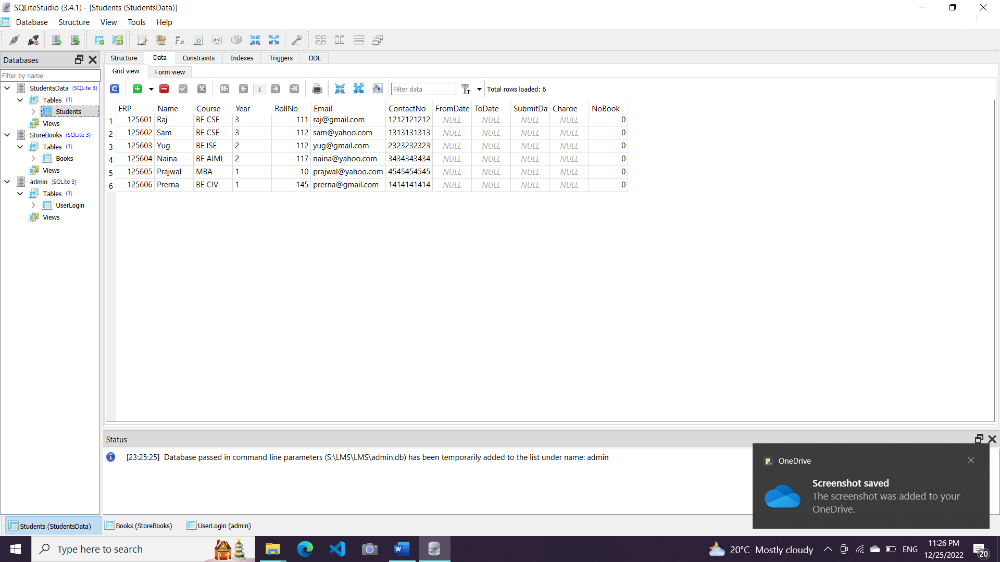 SQLiteStudio (3.4.1) - [Students (StudentsData)]
Database Structure View Tools Help
Databases
Filter by name
StudentsData (SQLite 3)
Tables (1)
Students
Views
StoreBooks (SQLite 3)
Tables (1)
Books
Views
admin (SQLite 3)
Tables (1)
UserLogin
Views
Structure Data Constraints Indexes Triggers DDL
Grid view Form view
1 Filter data Total rows loaded: 6
ERP Name Course Year RollNo Email ContactNo FromDate ToDate SubmitDa Charge NoBook
1 125601 Raj BE CSE 3 111 raj@gmail.com 1212121212 NULL NULL NULL NULL 0
2 125602 Sam BE CSE 3 112 sam@yahoo.com 1313131313 NULL NULL NULL NULL 0
3 125603 Yug BE ISE 2 112 yug@gmail.com 2323232323 NULL NULL NULL NULL 0
4 125604 Naina BE AIML 2 117 naina@yahoo.com 3434343434 NULL NULL NULL NULL 0
5 125605 Prajwal MBA 1 10 prajwal@yahoo.com 4545454545 NULL NULL NULL NULL 0
6 125606 Prerna BE CIV 1 145 prerna@gmail.com 1414141414 NULL NULL NULL NULL 0
Status
[23:25:25] Database passed in command line parameters (S:\LMS\LMS\admin.db) has been temporarily added to the list under name: admin
OneDrive
Screenshot saved
The screenshot was added to your
OneDrive.
Students (StudentsData) Books (StoreBooks) UserLogin (admin)
Type here to search
20°C Mostly cloudy
ENG
11:26 PM
12/25/2022
20